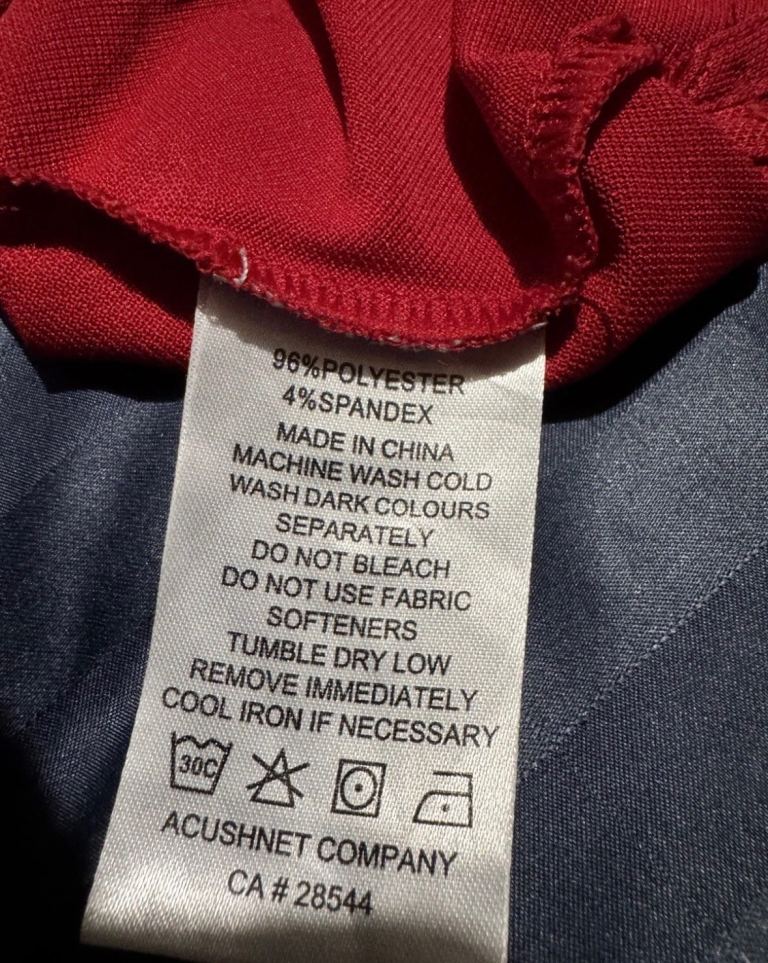 96%POLYESTER
4%SPANDEX
MADE IN CHINA
MACHINE WASH COLD
WASH DARK COLOURS
SEPARATELY
DO NOT BLEACH
DO NOT USE FABRIC
SOFTENERS
TUMBLE DRY LOW
REMOVE IMMEDIATELY
COOL IRON IF NECESSARY
30C
ACUSHNET COMPANY
CA # 28544